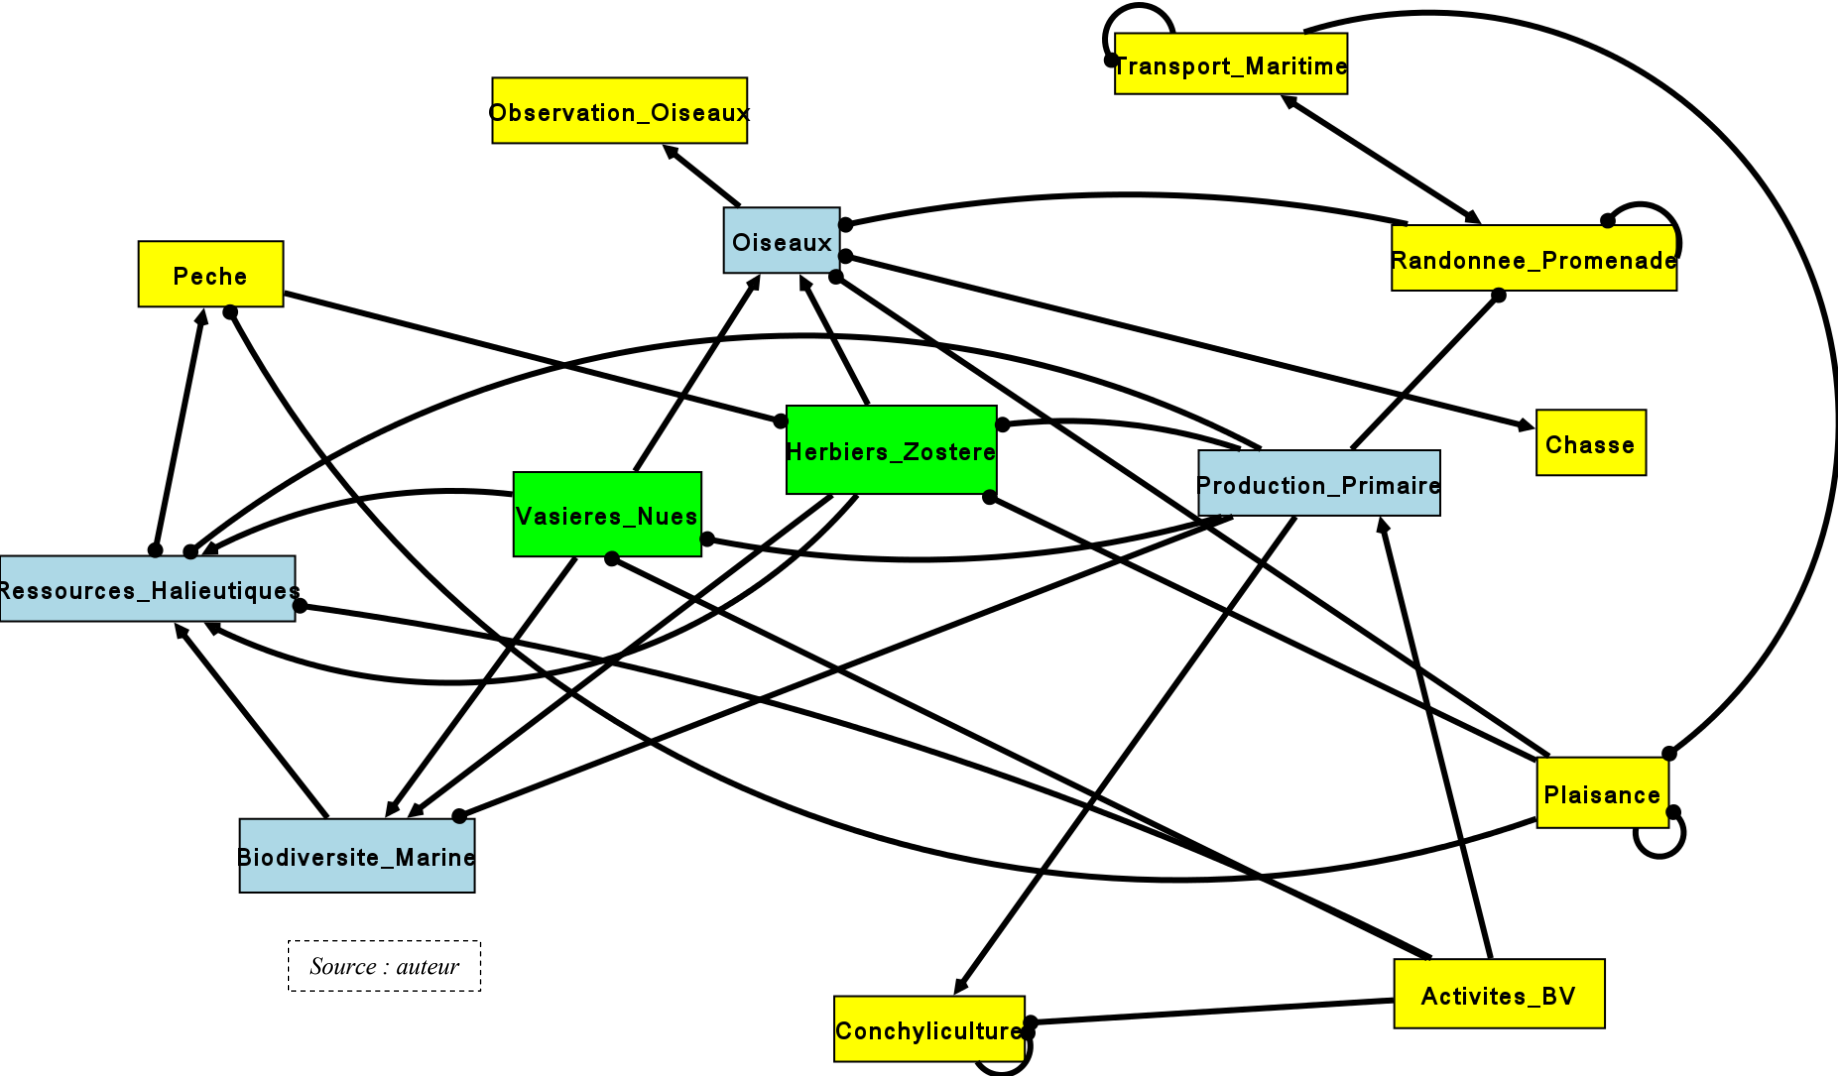 Transport_Maritime
Observation_Oiseaux
Oiseaux
Randonnee_Promenade
Peche
Chasse
Herbiers_Zostere
Production_Primaire
Vasieres_Nues
Ressources_Halieutiques
Plaisance
Biodiversite_Marine
Source : auteur
Activites_BV
Conchyliculture